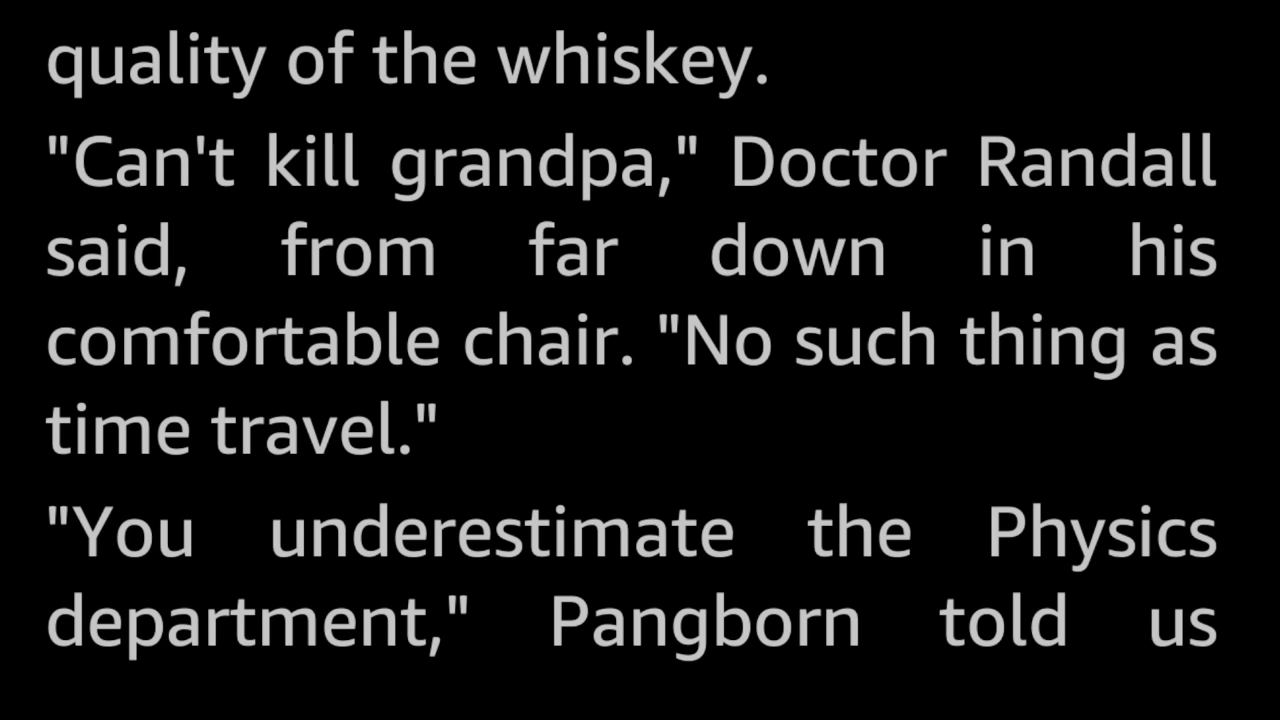 quality of the whiskey.
"Can't kill grandpa," Doctor Randall
said, from far down in his
comfortable chair. "No such thing as
time travel."
"You underestimate the Physics
department," Pangborn told us